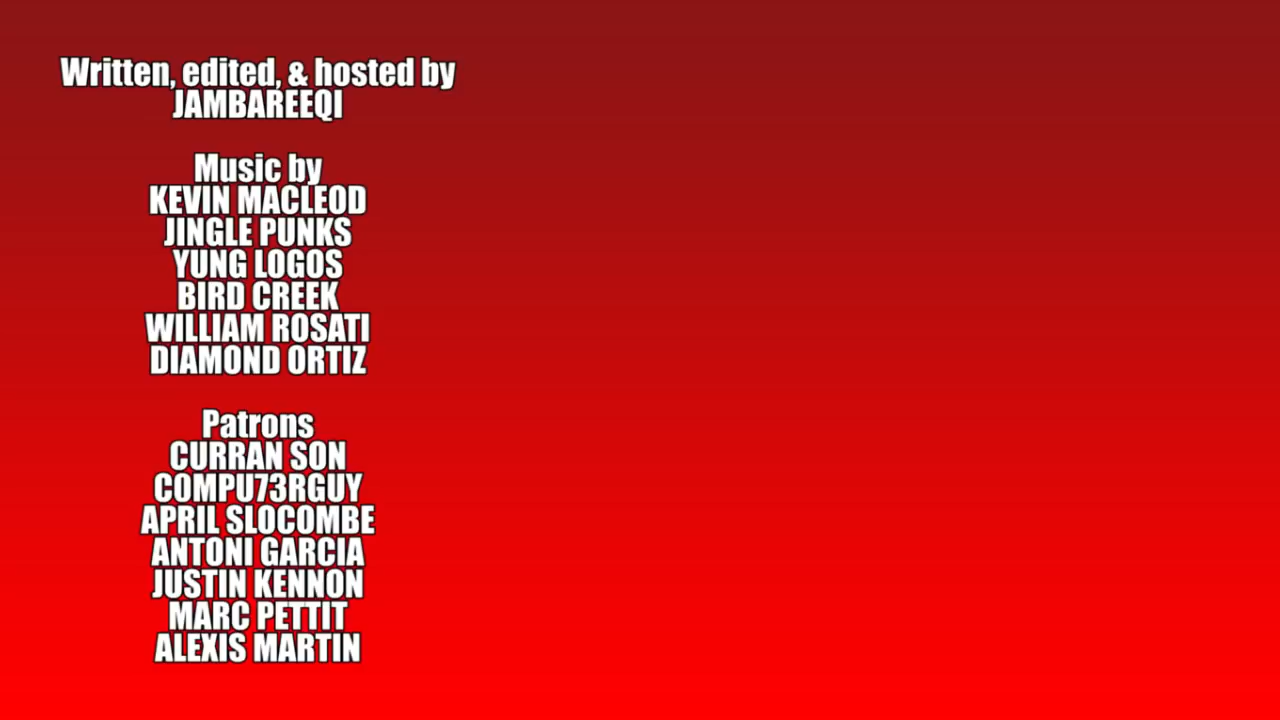 Written, edited, & hosted by
JAMBAREEQI
Music by
KEVIN MACLEOD
JINGLE PUNKS
YUNG LOGOS
BIRD CREEK
WILLIAM ROSATI
DIAMOND ORTIZ
Patrons
CURRAN SON
COMPU73RGUY
APRIL SLOCOMBE
ANTONI GARCIA
JUSTIN KENNON
MARC PETTIT
ALEXIS MARTIN